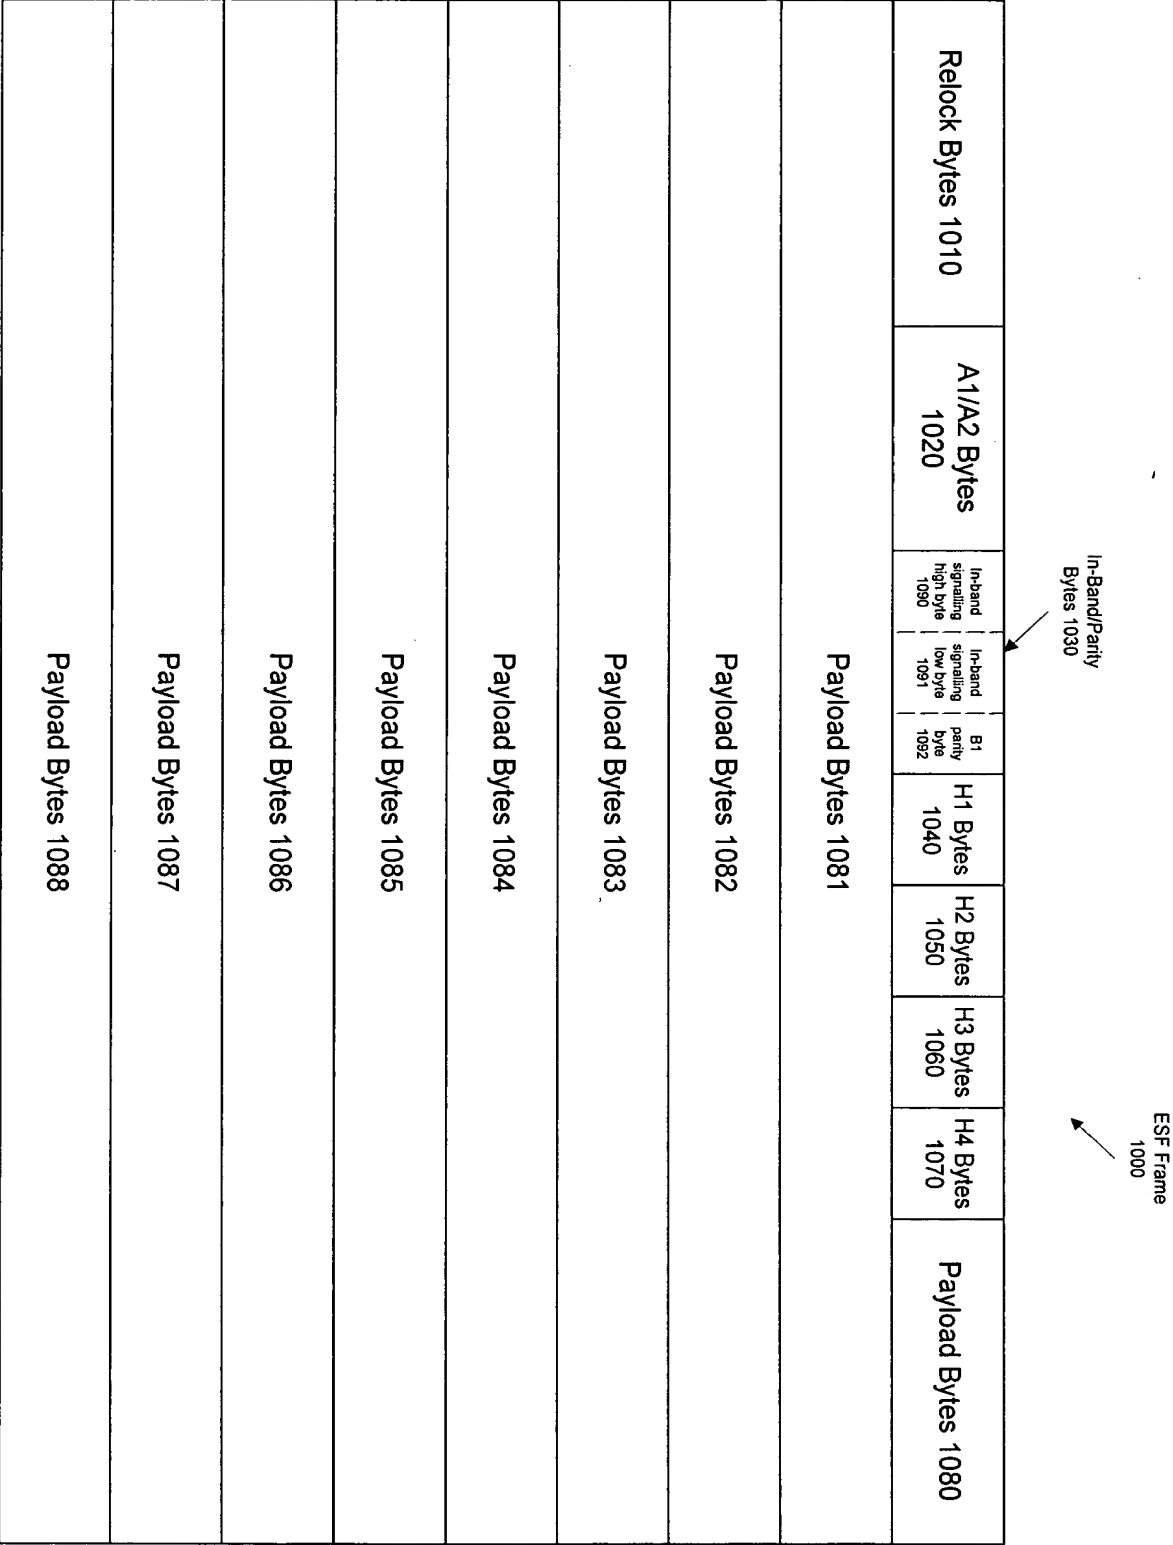 ESF Frame
1000
In-Band/Parity
Bytes 1030
Relock Bytes 1010
A1/A2 Bytes
1020
In-band
signalling
high byte
1090
In-band
signalling
low byte
1091
B1
parity
byte
1092
H1 Bytes
1040
H2 Bytes
1050
H3 Bytes
1060
H4 Bytes
1070
Payload Bytes 1080
Payload Bytes 1081
Payload Bytes 1082
Payload Bytes 1083
Payload Bytes 1084
Payload Bytes 1085
Payload Bytes 1086
Payload Bytes 1087
Payload Bytes 1088